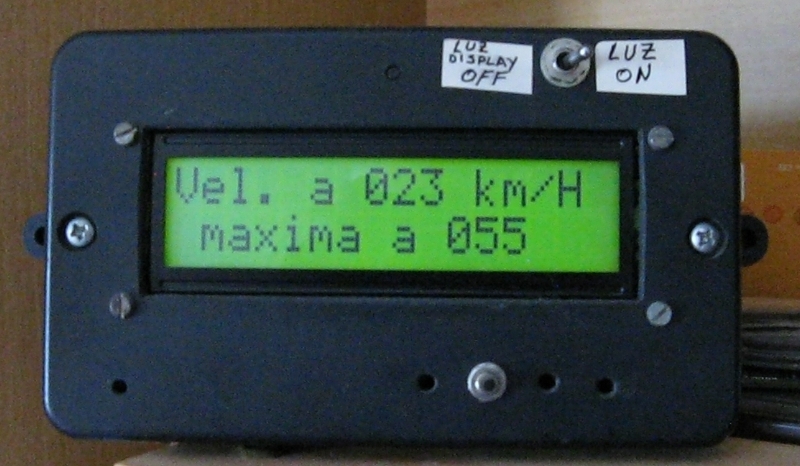 LUZ
DISPLAY
OFF
LUZ
ON
Vel. a 023 km/H
maxima a 055